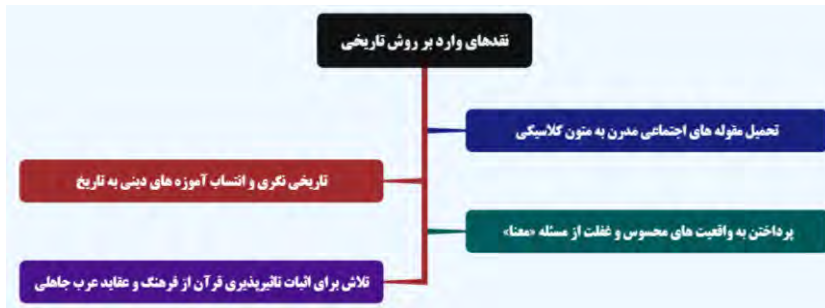 نقدهای وارد بر روش تاریخی
تحمیل مقوله های اجتماعی مدرن به متون کلاسیکی
تاریخی نگری و انتساب آموزه های دینی به تاریخ
پرداختن به واقعیت های محسوس و غفلت از مسئله «معنا»
تلاش برای اثبات تاثیرپذیری قرآن از فرهنگ و عقاید عرب جاهلی